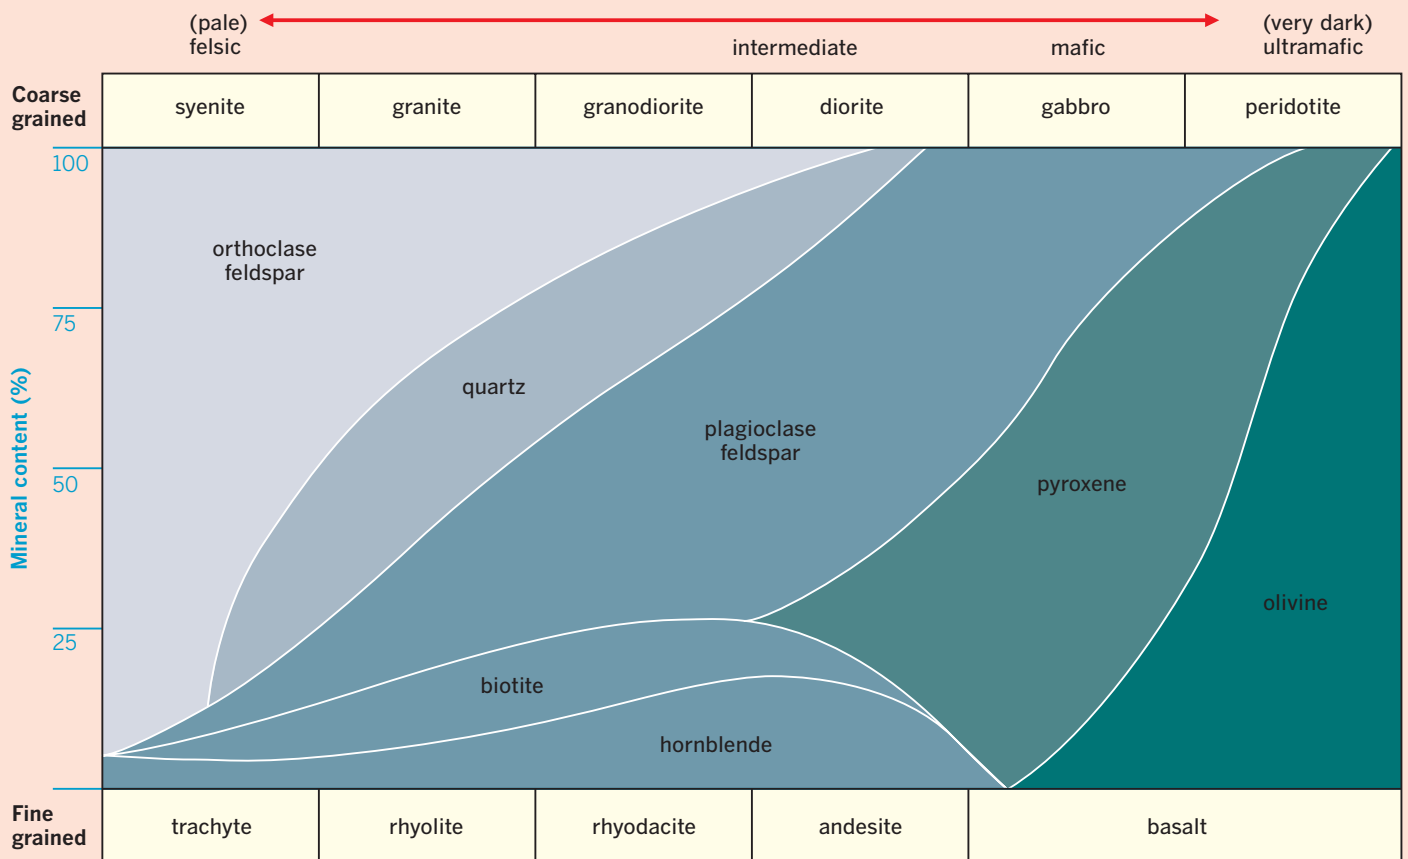 (pale)
felsic
intermediate
mafic
(very dark)
ultramafic
Coarse
grained
syenite
granite
granodiorite
diorite
gabbro
peridotite
100
75
50
25
Mineral content (%)
orthoclase
feldspar
quartz
plagioclase
feldspar
pyroxene
olivine
biotite
hornblende
Fine
grained
trachyte
rhyolite
rhyodacite
andesite
basalt